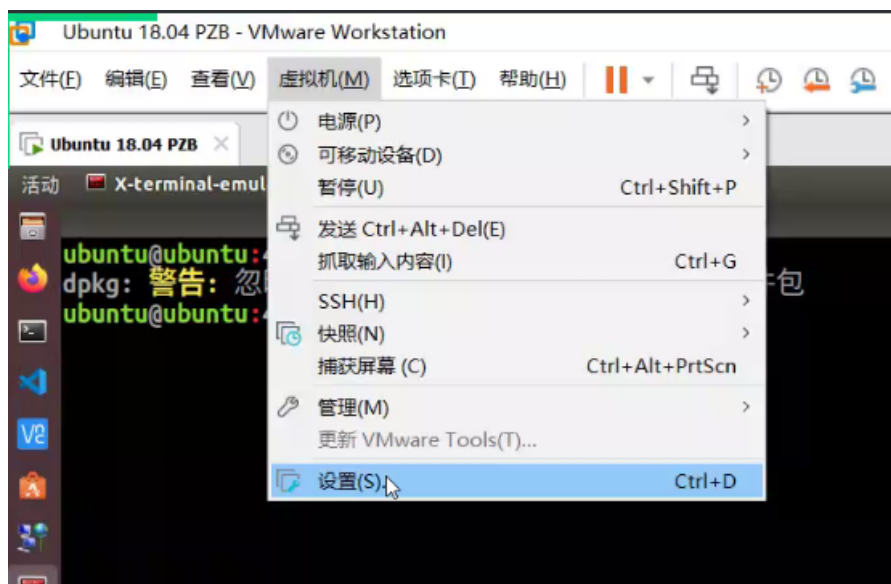 Ubuntu 18.04 PZB - VMware Workstation
文件(F) 编辑(E) 查看(V) 虚拟机(M) 选项卡(T) 帮助(H)
Ubuntu 18.04 PZB
活动 X-terminal-emul
电源(P)
可移动设备(D)
暂停(U) Ctrl+Shift+P
发送 Ctrl+Alt+Del(E)
抓取输入内容(I) Ctrl+G
SSH(H)
快照(N)
捕获屏幕 (C) Ctrl+Alt+PrtScn
管理(M)
更新 VMware Tools(T)...
设置(S)... Ctrl+D
ubuntu@ubuntu:
dpkg: 警告: 忽 包
ubuntu@ubuntu: